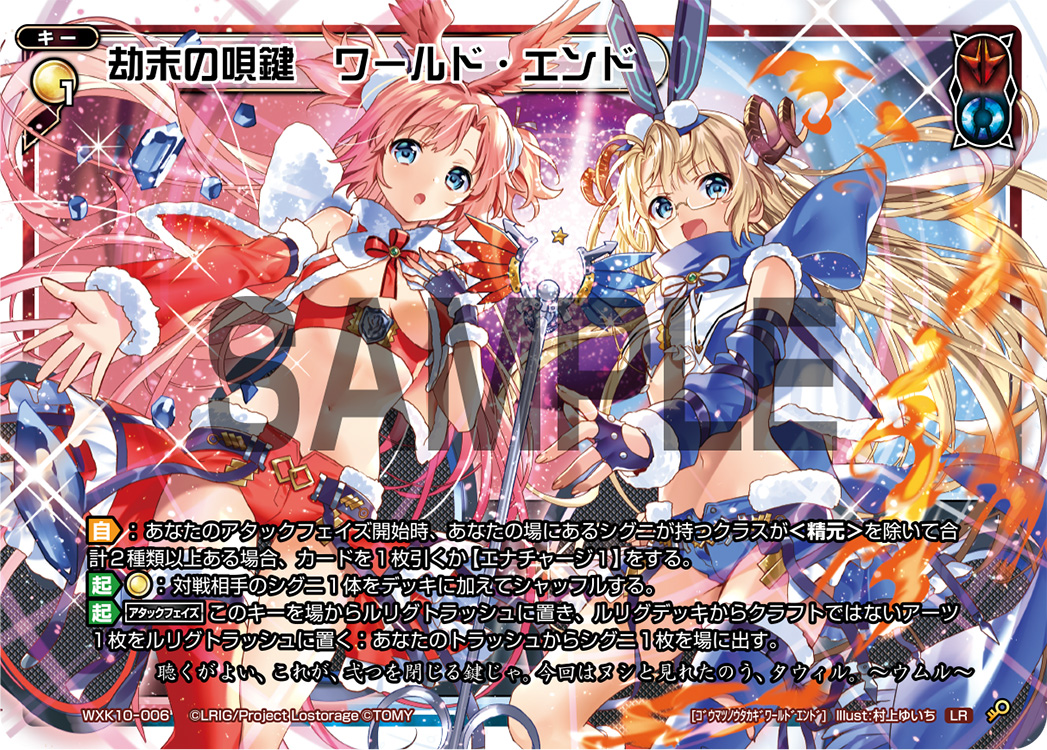 キー
劫末の唄鍵 ワールド・エンド
1
SAMPLE
自：あなたのアタックフェイズ開始時、あなたの場にあるシグニが持つクラスが<精元>を除いて合
計２種類以上ある場合、カードを１枚引くか【エナチャージ１】をする。
起：対戦相手のシグニ１体をデッキに加えてシャッフルする。
起 アタックフェイズ このキーを場からルリグトラッシュに置き、ルリグデッキからクラフトではないアーツ
１枚をルリグトラッシュに置く：あなたのトラッシュからシグニ１枚を場に出す。
聴くがよい、これが、弐つを閉じる鍵じゃ。今回はヌシと見れたのう、タウィル。～ウムル～
WXK10-006 ©LRIG/Project Lostorage ©TOMY [ｺﾞｳﾏﾂﾉｳﾀｶｷﾞﾜｰﾙﾄﾞｴﾝﾄﾞ] Illust:村上ゆいち LR